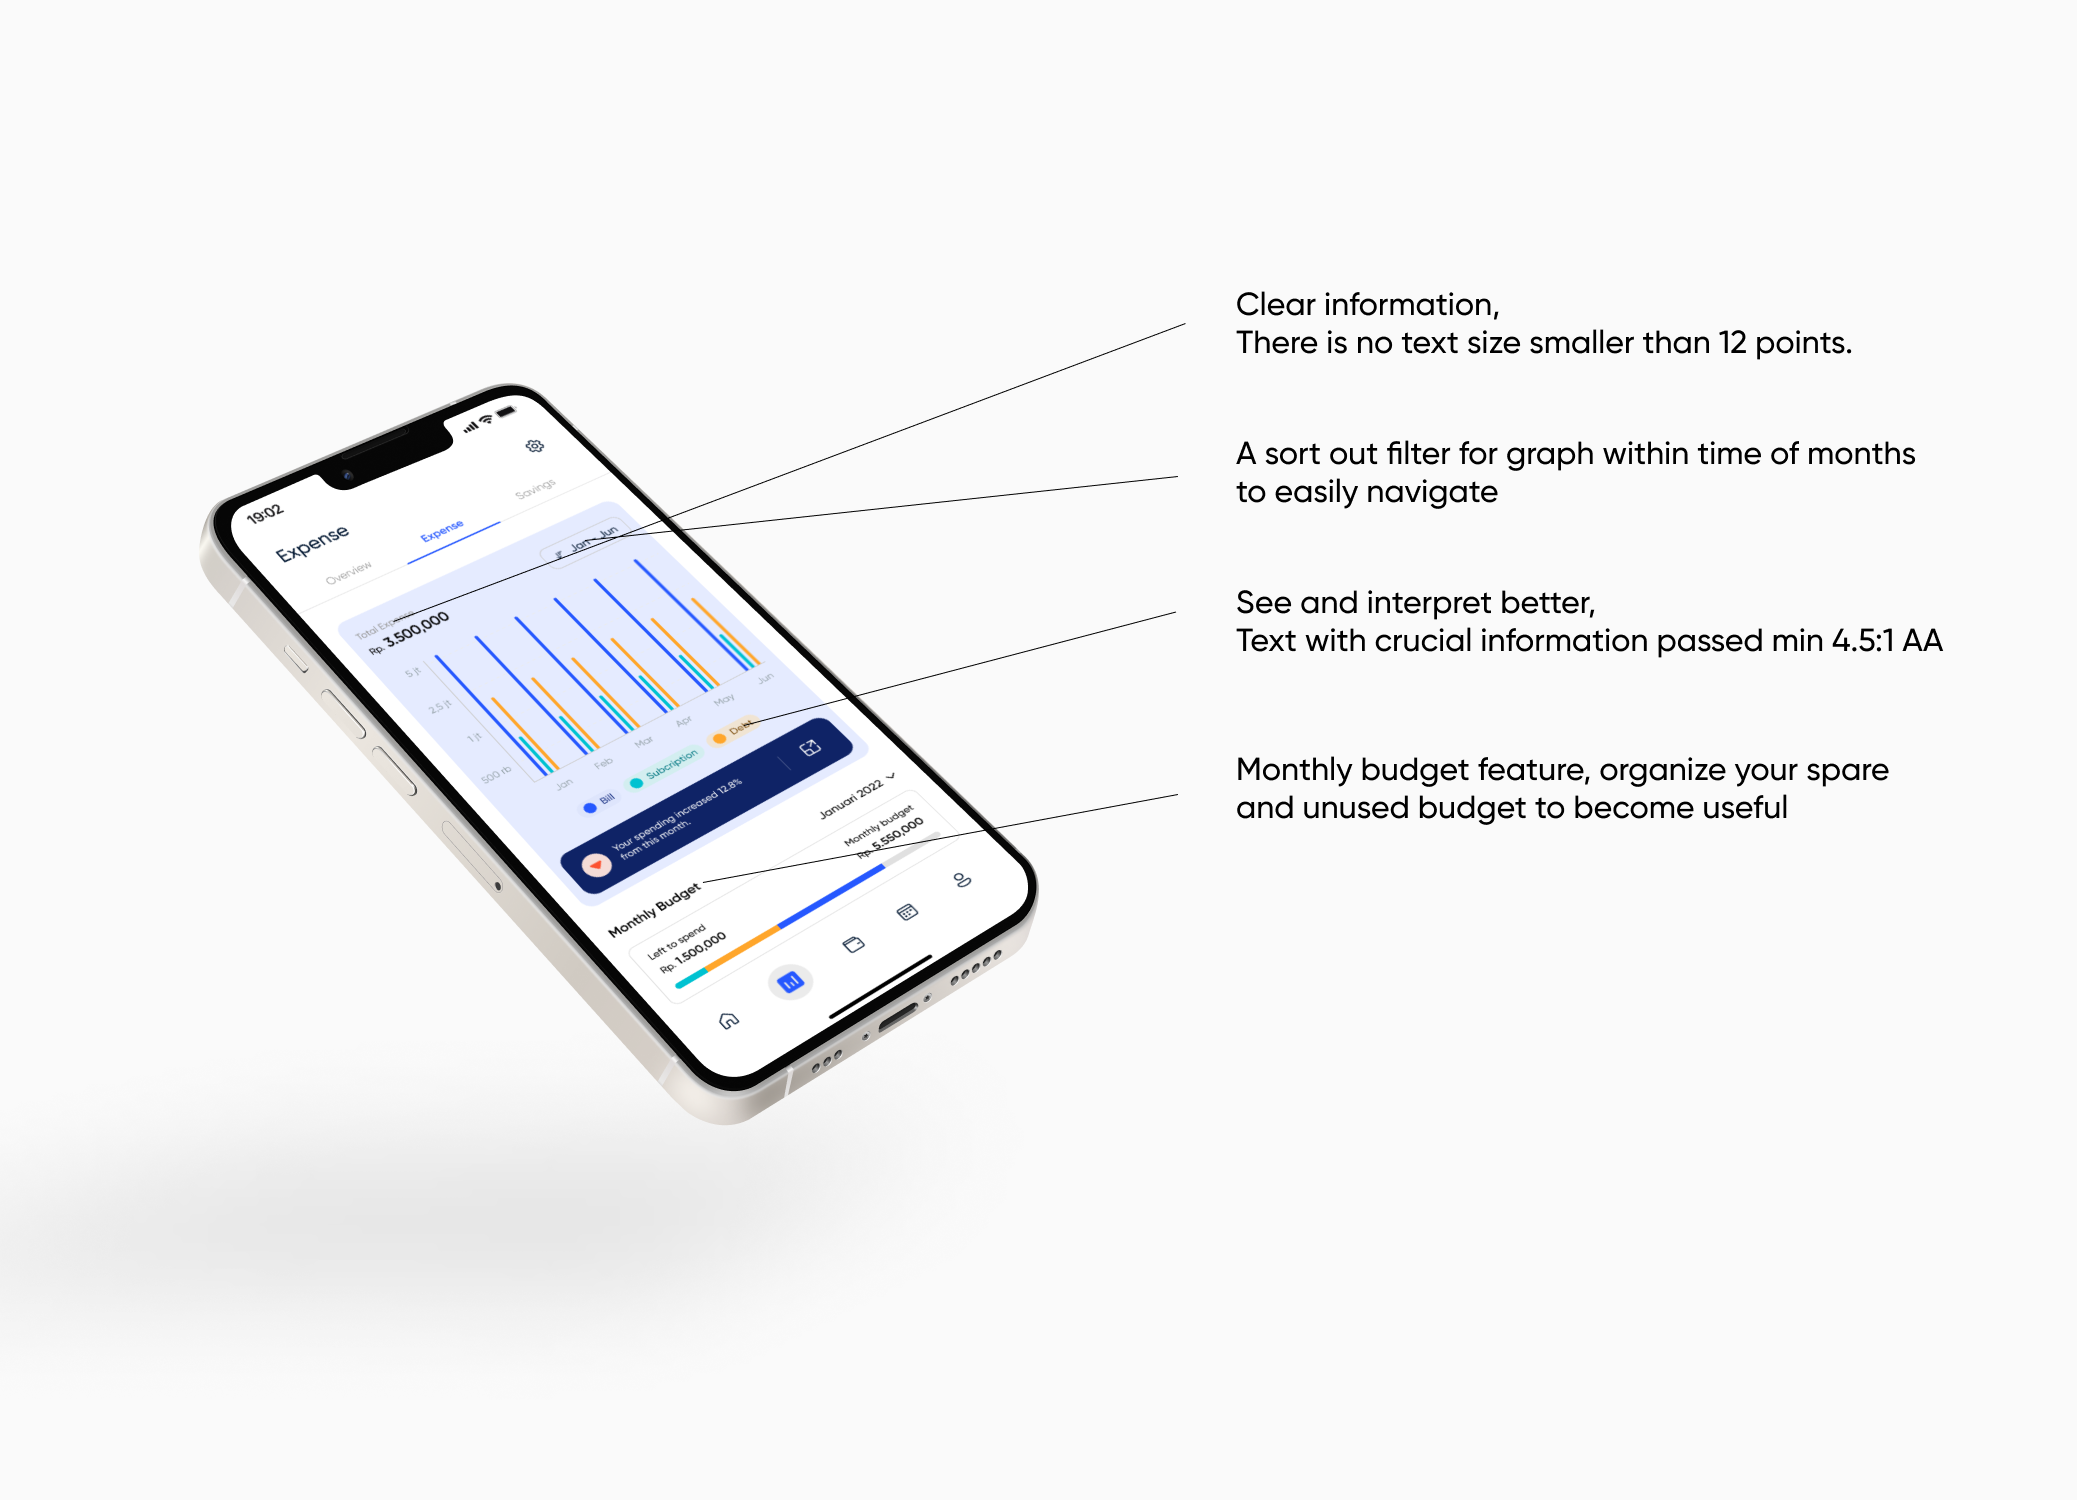 Clear information,
There is no text size smaller than 12 points.
A sort out filter for graph within time of months
to easily navigate
See and interpret better,
Text with crucial information passed min 4.5:1 AA
Monthly budget feature, organize your spare
and unused budget to become useful
19:02
Expense
Overview
Expense
Savings
Total Expense
Rp. 3.500,000
Jan - Jun
5 jt
2,5 jt
1 jt
500 rb
Jan
Feb
Mar
Apr
May
Jun
Bill
Subcription
Debt
Your spending increased 12.8%
from this month.
Monthly Budget
Januari 2022
Left to spend
Rp. 1.500,000
Monthly budget
Rp. 5.550,000